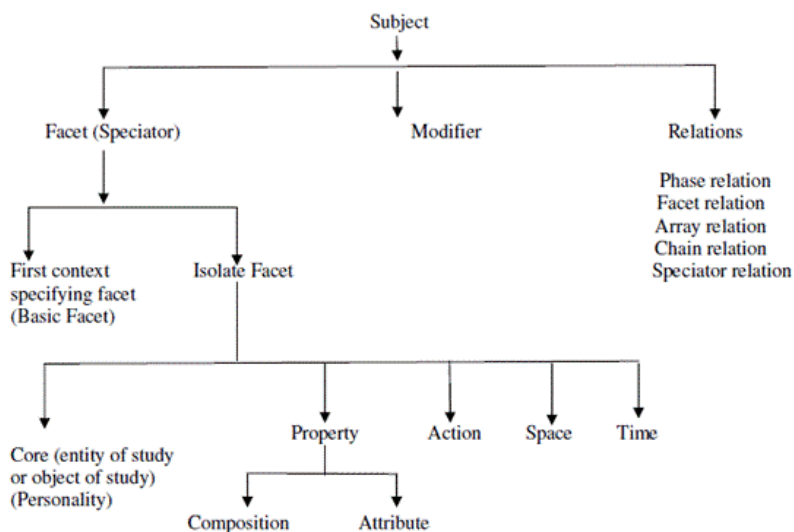 Subject
Facet (Speciator)
Modifier
Relations
Phase relation
Facet relation
Array relation
Chain relation
Speciator relation
First context
specifying facet
(Basic Facet)
Isolate Facet
Core (entity of study
or object of study)
(Personality)
Property
Action
Space
Time
Composition
Attribute